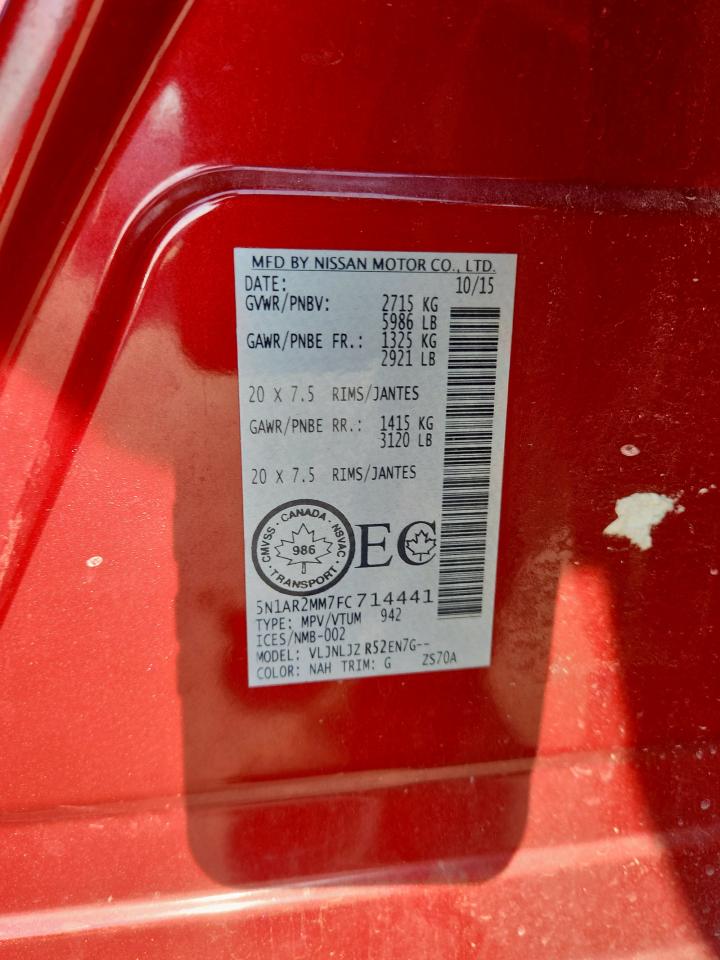 MFD BY NISSAN MOTOR CO., LTD.
DATE: 10/15
GVWR/PNBV: 2715 KG
5986 LB
GAWR/PNBE FR.: 1325 KG
2921 LB
20 X 7.5 RIMS/JANTES
GAWR/PNBE RR.: 1415 KG
3120 LB
20 X 7.5 RIMS/JANTES
CMVSS · CANADA · NSVAC
986
· TRANSPORT ·
EC
5N1AR2MM7FC714441
TYPE: MPV/VTUM 942
ICES/NMB-002
MODEL: VLJNLJZ R52EN7G--
COLOR: NAH TRIM: G ZS70A